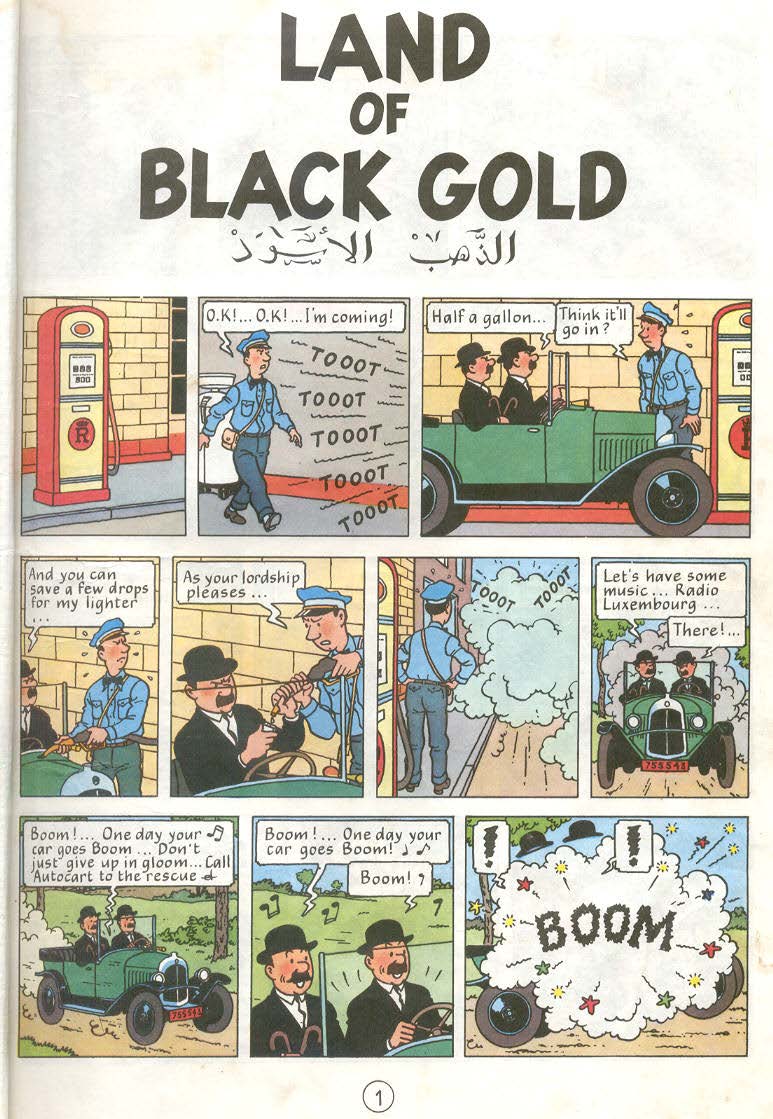 LAND
OF
BLACK GOLD
الذَّهَبْ الأَسْوَدْ
R
O.K!... O.K!... I'm coming!
TOOOT
TOOOT
TOOOT
TOOOT
TOOOT
Half a gallon...
Think it'll
go in?
R
And you can
save a few drops
for my lighter
...
As your lordship
pleases...
TOOOT
TOOOT
Let's have some
music... Radio
Luxembourg...
There!...
755543
Boom!... One day your
car goes Boom... Don't
just give up in gloom... Call
Autocart to the rescue
755543
Boom!... One day your
car goes Boom!
Boom!
!
!
BOOM
1